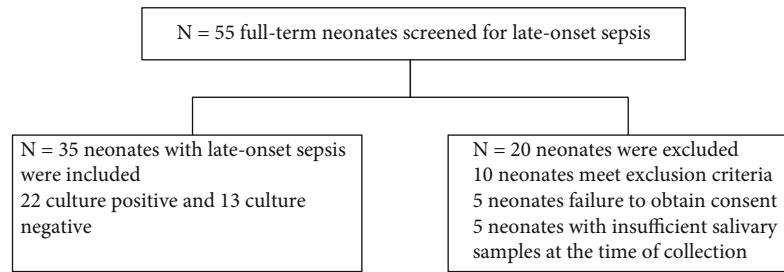 N = 55 full-term neonates screened for late-onset sepsis
N = 35 neonates with late-onset sepsis
were included
22 culture positive and 13 culture
negative
N = 20 neonates were excluded
10 neonates meet exclusion criteria
5 neonates failure to obtain consent
5 neonates with insufficient salivary
samples at the time of collection